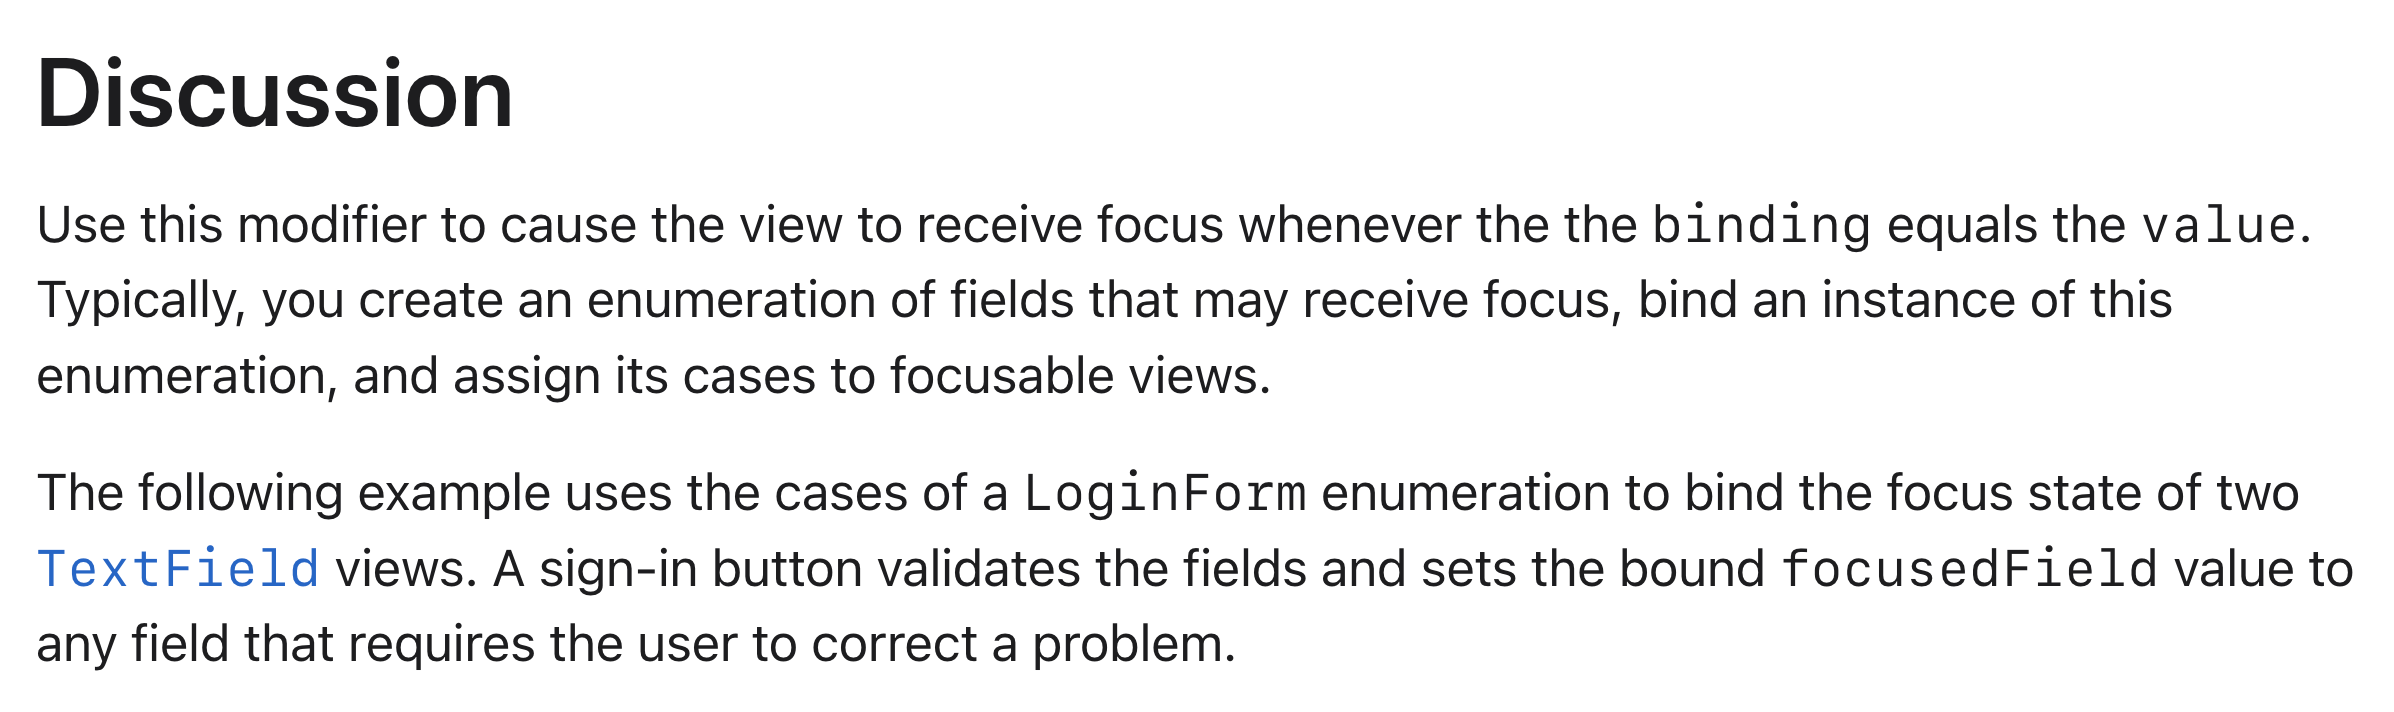 Discussion
Use this modifier to cause the view to receive focus whenever the the binding equals the value.
Typically, you create an enumeration of fields that may receive focus, bind an instance of this
enumeration, and assign its cases to focusable views.
The following example uses the cases of a LoginForm enumeration to bind the focus state of two
TextField views. A sign-in button validates the fields and sets the bound focusedField value to
any field that requires the user to correct a problem.